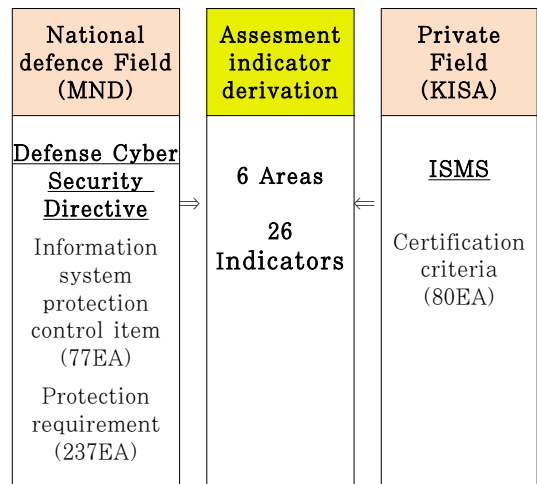 National
defence Field
(MND)
Defense Cyber
Security
Directive
Information
system
protection
control item
(77EA)
Protection
requirement
(237EA)
⇒
Assesment
indicator
derivation
6 Areas
26
Indicators
⇐
Private
Field
(KISA)
ISMS
Certification
criteria
(80EA)